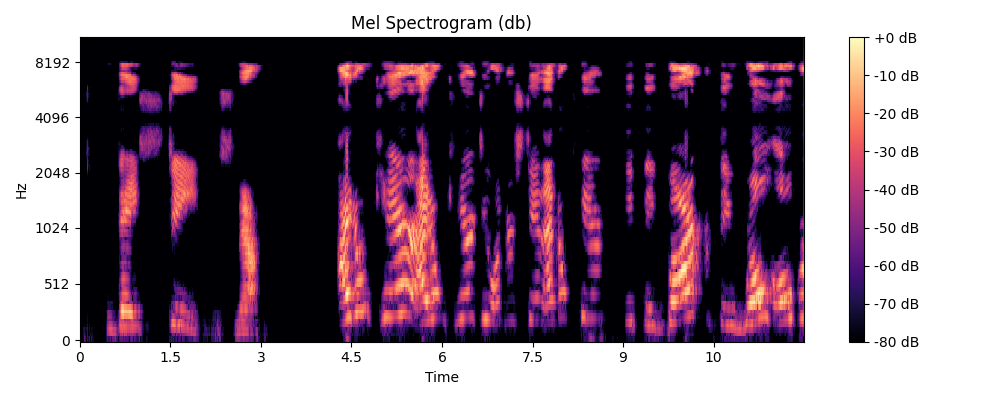 Mel Spectrogram (db)
Hz
8192
4096
2048
1024
512
0
0 1.5 3 4.5 6 7.5 9 10
Time
+0 dB
-10 dB
-20 dB
-30 dB
-40 dB
-50 dB
-60 dB
-70 dB
-80 dB